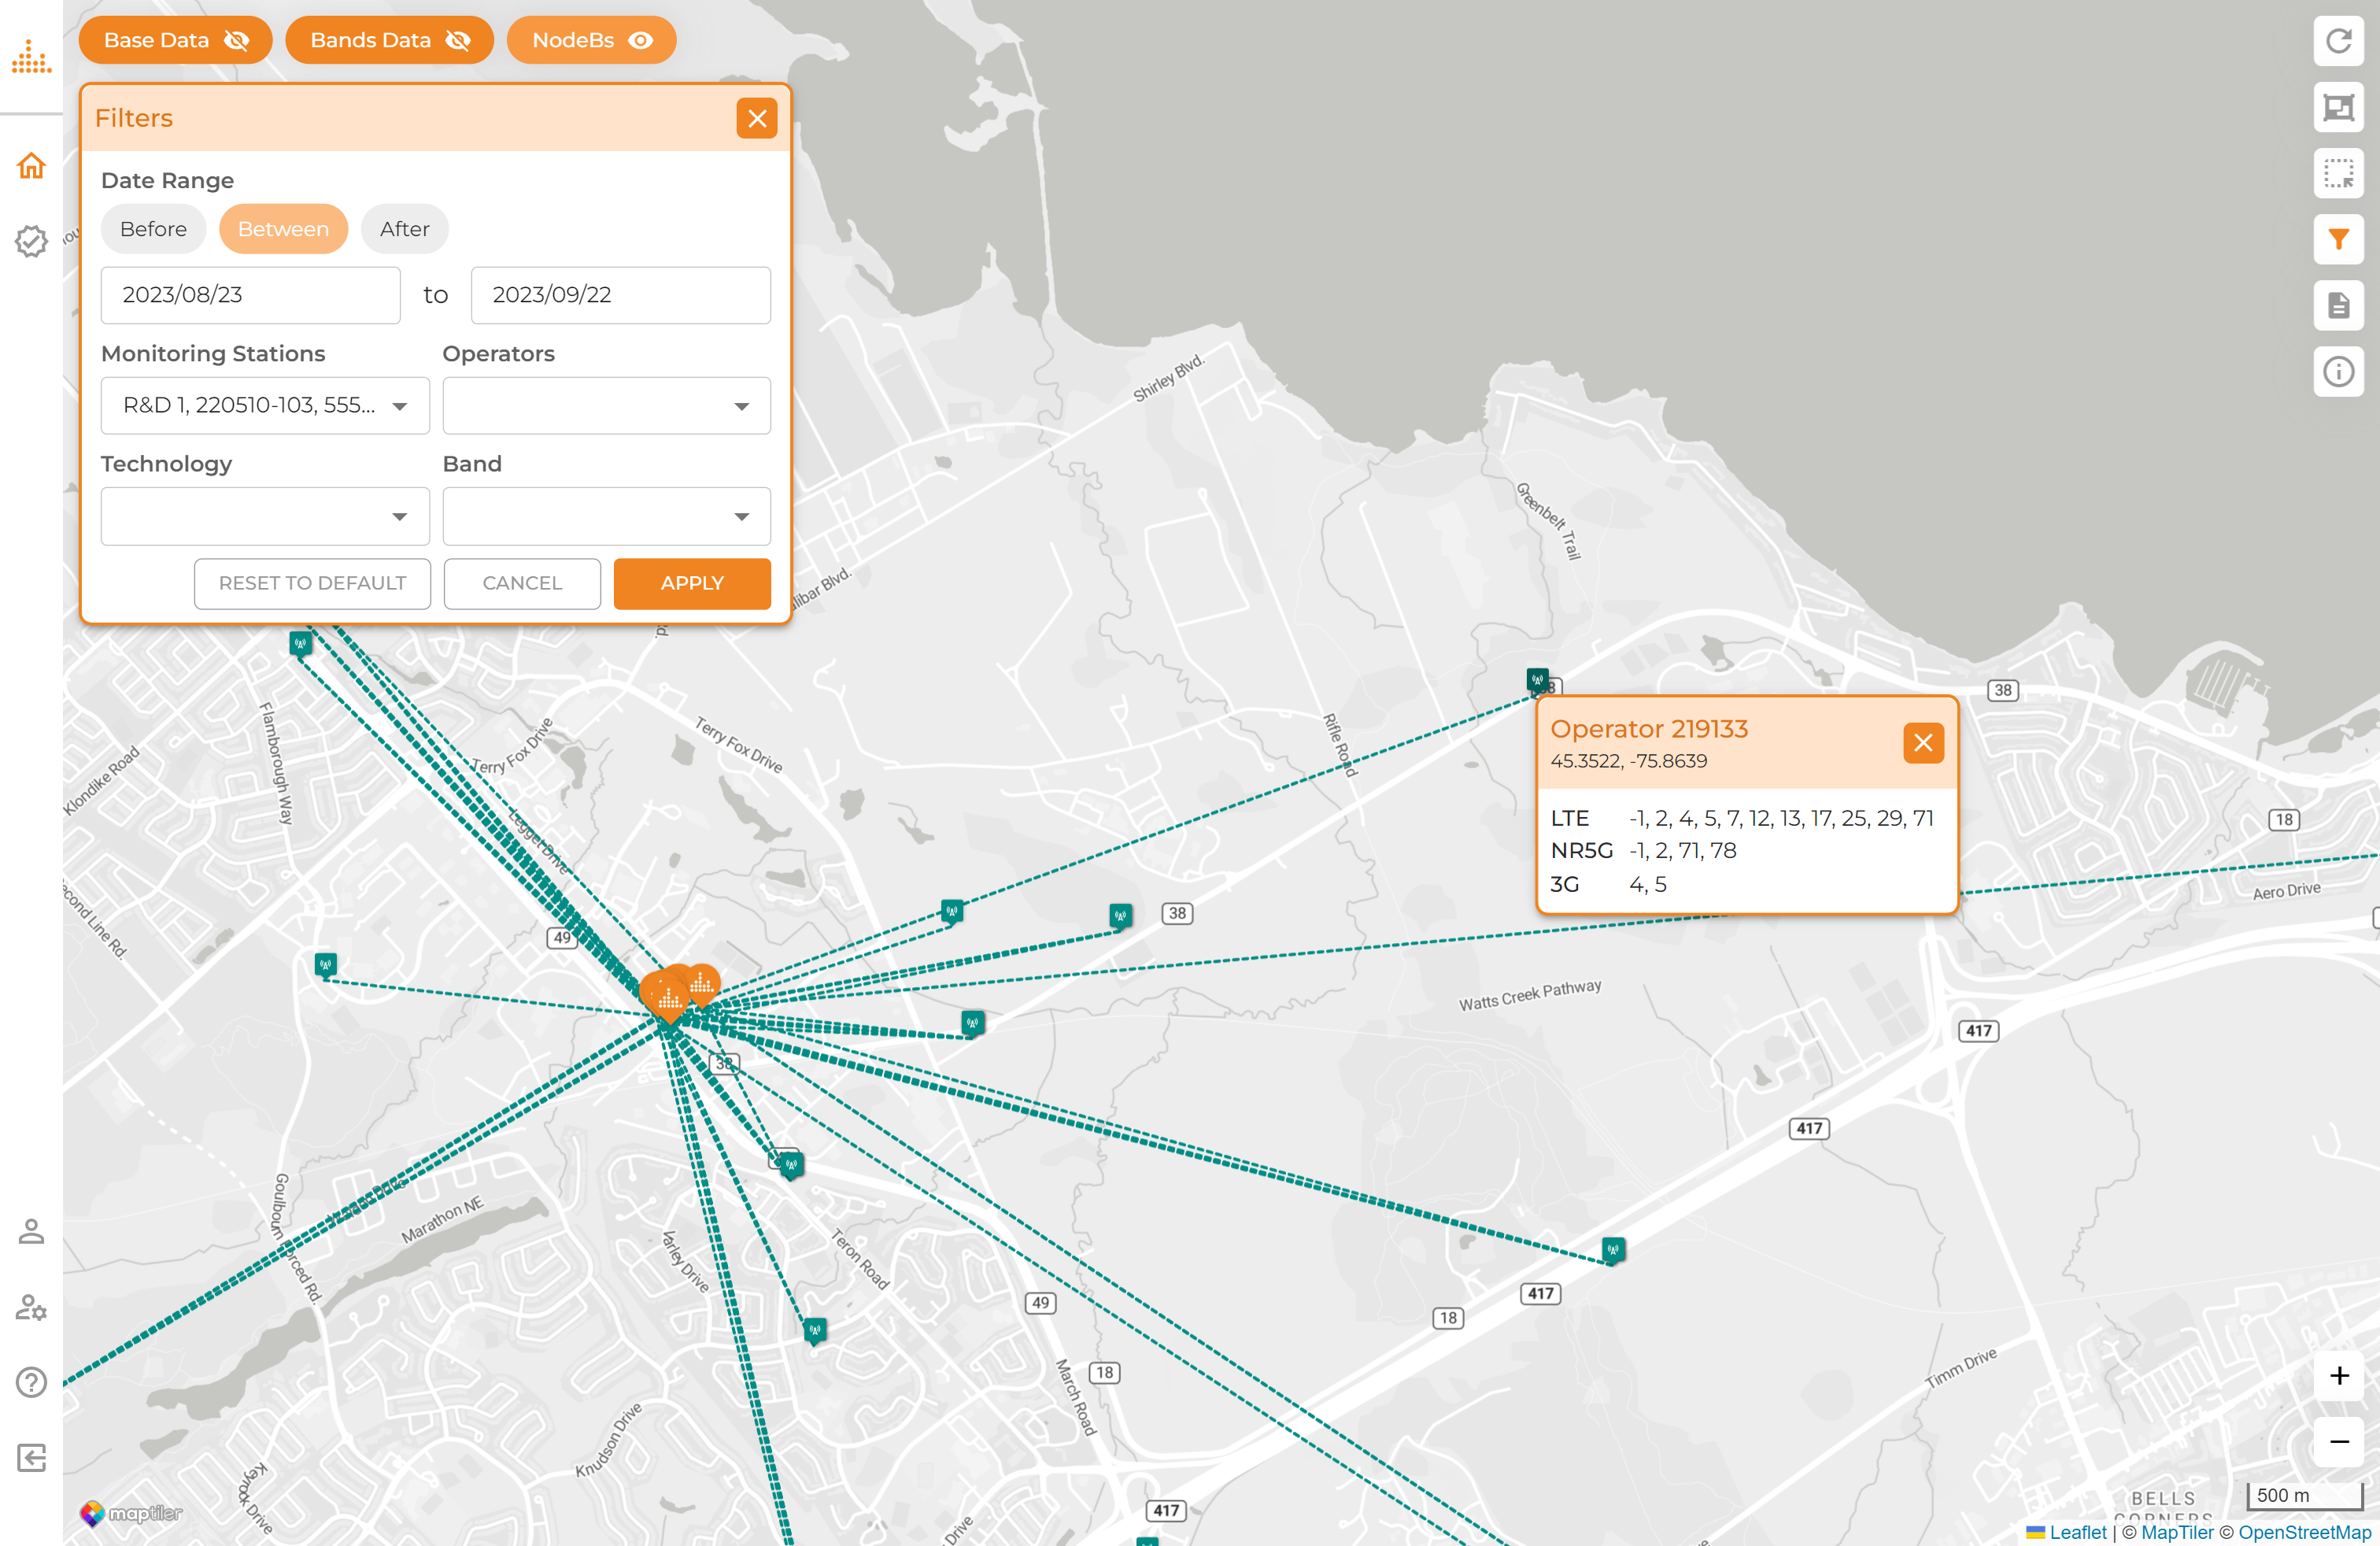 Base Data
Bands Data
NodeBs
Filters
Date Range
Before
Between
After
2023/08/23
to
2023/09/22
Monitoring Stations
Operators
R&D 1, 220510-103, 555...
Technology
Band
RESET TO DEFAULT
CANCEL
APPLY
Shirley Blvd.
Greenbelt Trail
Rifle Road
Flamborough Way
Klondike Road
Terry Fox Drive
Terry Fox Drive
Legget Drive
38
Operator 219133
45.3522, -75.8639
LTE -1, 2, 4, 5, 7, 12, 13, 17, 25, 29, 71
NR5G -1, 2, 71, 78
3G 4, 5
18
Aero Drive
38
49
Watts Creek Pathway
417
38
417
Goulbourn Forced Rd.
Marathon NE
Varley Drive
Teron Road
49
417
18
18
March Road
Timm Drive
Knudson Drive
417
maptiler
BELLS
CORNERS
500 m
+
−
Leaflet | © MapTiler © OpenStreetMap